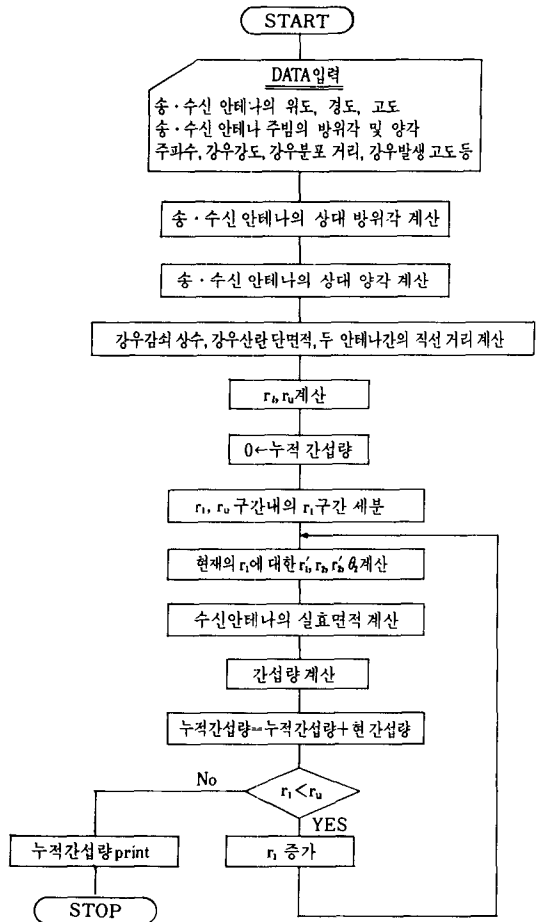 START
DATA입력
송·수신 안테나의 위도, 경도, 고도
송·수신 안테나 주빔의 방위각 및 양각
주파수, 강우강도, 강우분포 거리, 강우발생 고도등
송·수신 안테나의 상대 방위각 계산
송·수신 안테나의 상대 양각 계산
강우감쇠 상수, 강우산란 단면적, 두 안테나간의 직선 거리 계산
rₗ, rᵤ계산
0←누적 간섭량
rₗ, rᵤ 구간내의 r₁구간 세분
현재의 r₁에 대한 r₁′, r₂, r₂′, θ₂계산
수신안테나의 실효면적 계산
간섭량 계산
누적간섭량=누적간섭량+현 간섭량
No
r₁<rᵤ
YES
누적간섭량print
r₁ 증가
STOP